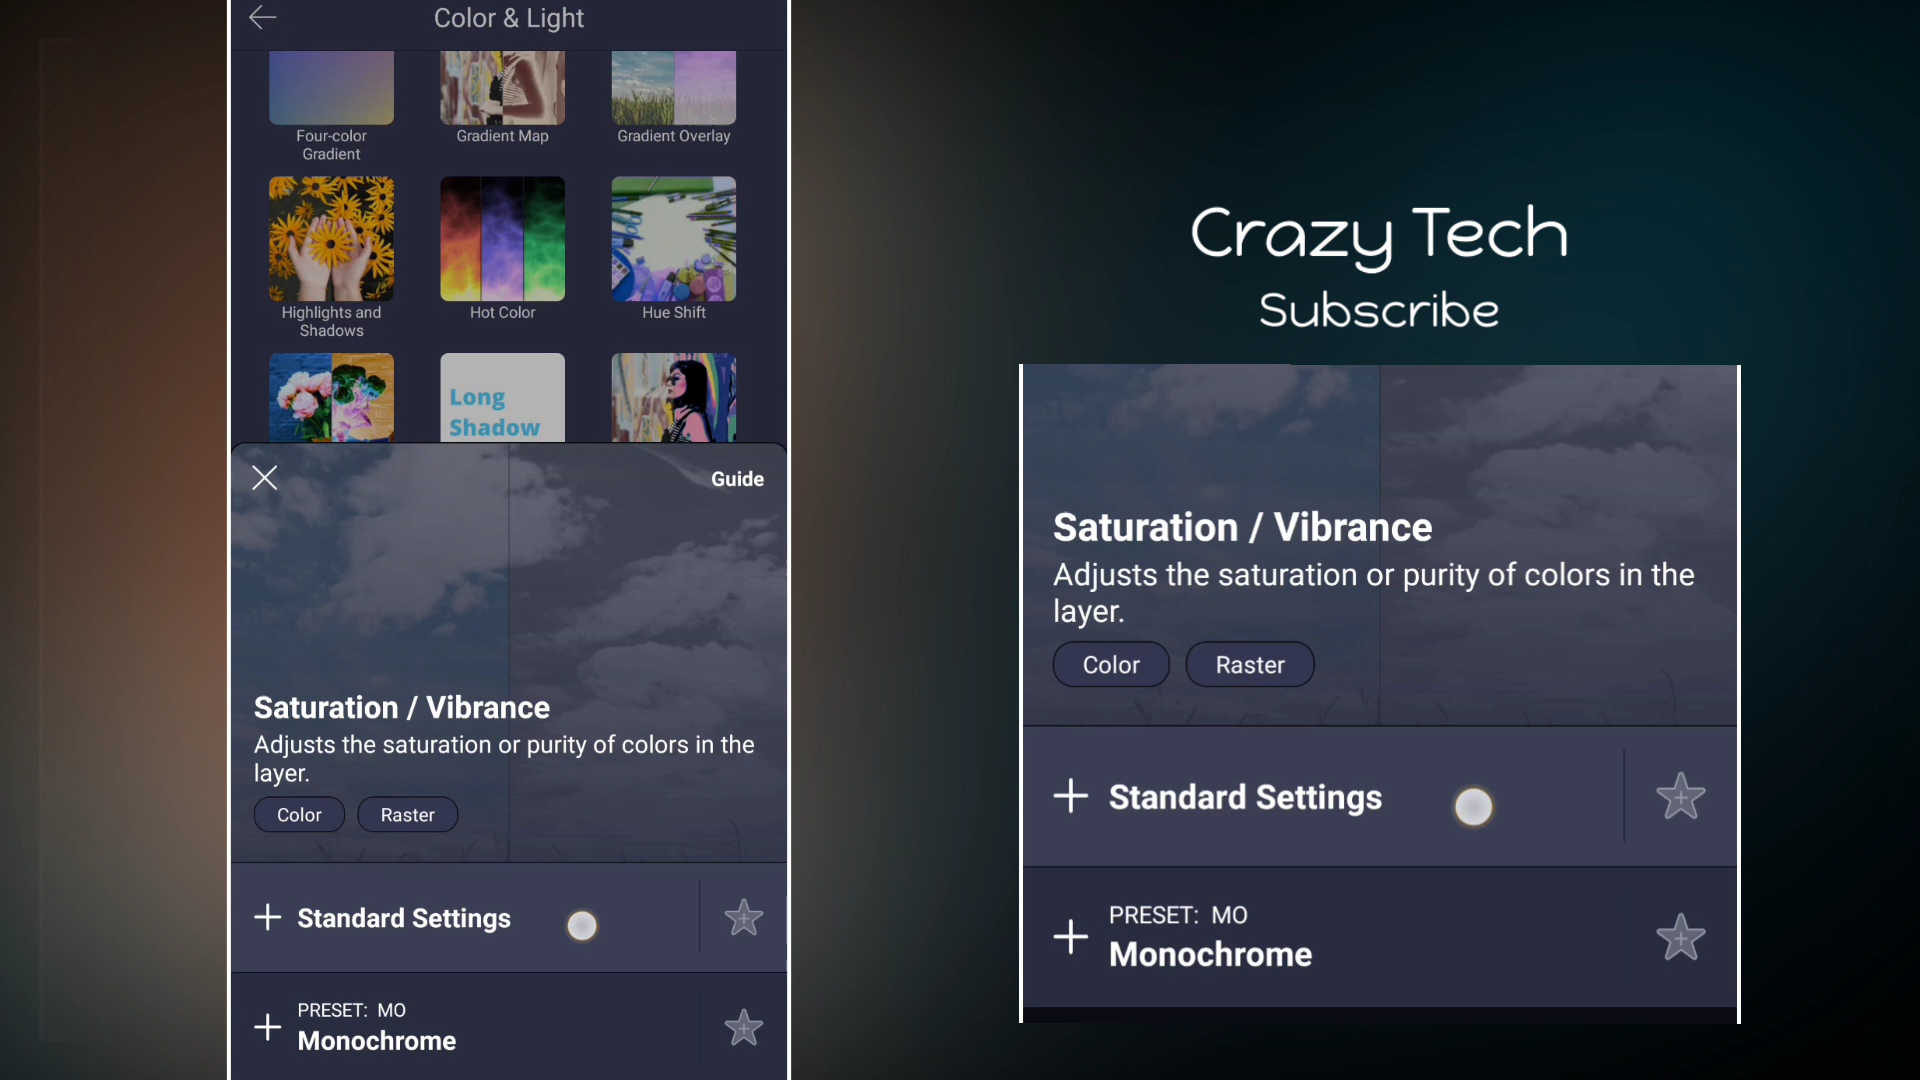 Color & Light
Four-color
Gradient
Gradient Map
Gradient Overlay
Highlights and
Shadows
Hot Color
Hue Shift
Long
Shadow
Guide
Saturation / Vibrance
Adjusts the saturation or purity of colors in the
layer.
Color
Raster
Standard Settings
PRESET: MO
Monochrome
Crazy Tech
Subscribe
Saturation / Vibrance
Adjusts the saturation or purity of colors in the
layer.
Color
Raster
Standard Settings
PRESET: MO
Monochrome